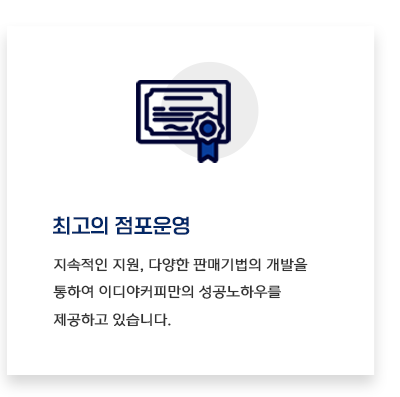 최고의 점포운영
지속적인 지원, 다양한 판매기법의 개발을
통하여 이디야커피만의 성공노하우를
제공하고 있습니다.